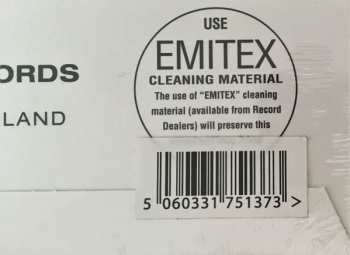 ORDS
LAND
USE
EMITEX
CLEANING MATERIAL
The use of “EMITEX” cleaning
material (available from Record
Dealers) will preserve this
5 060331 751373 >